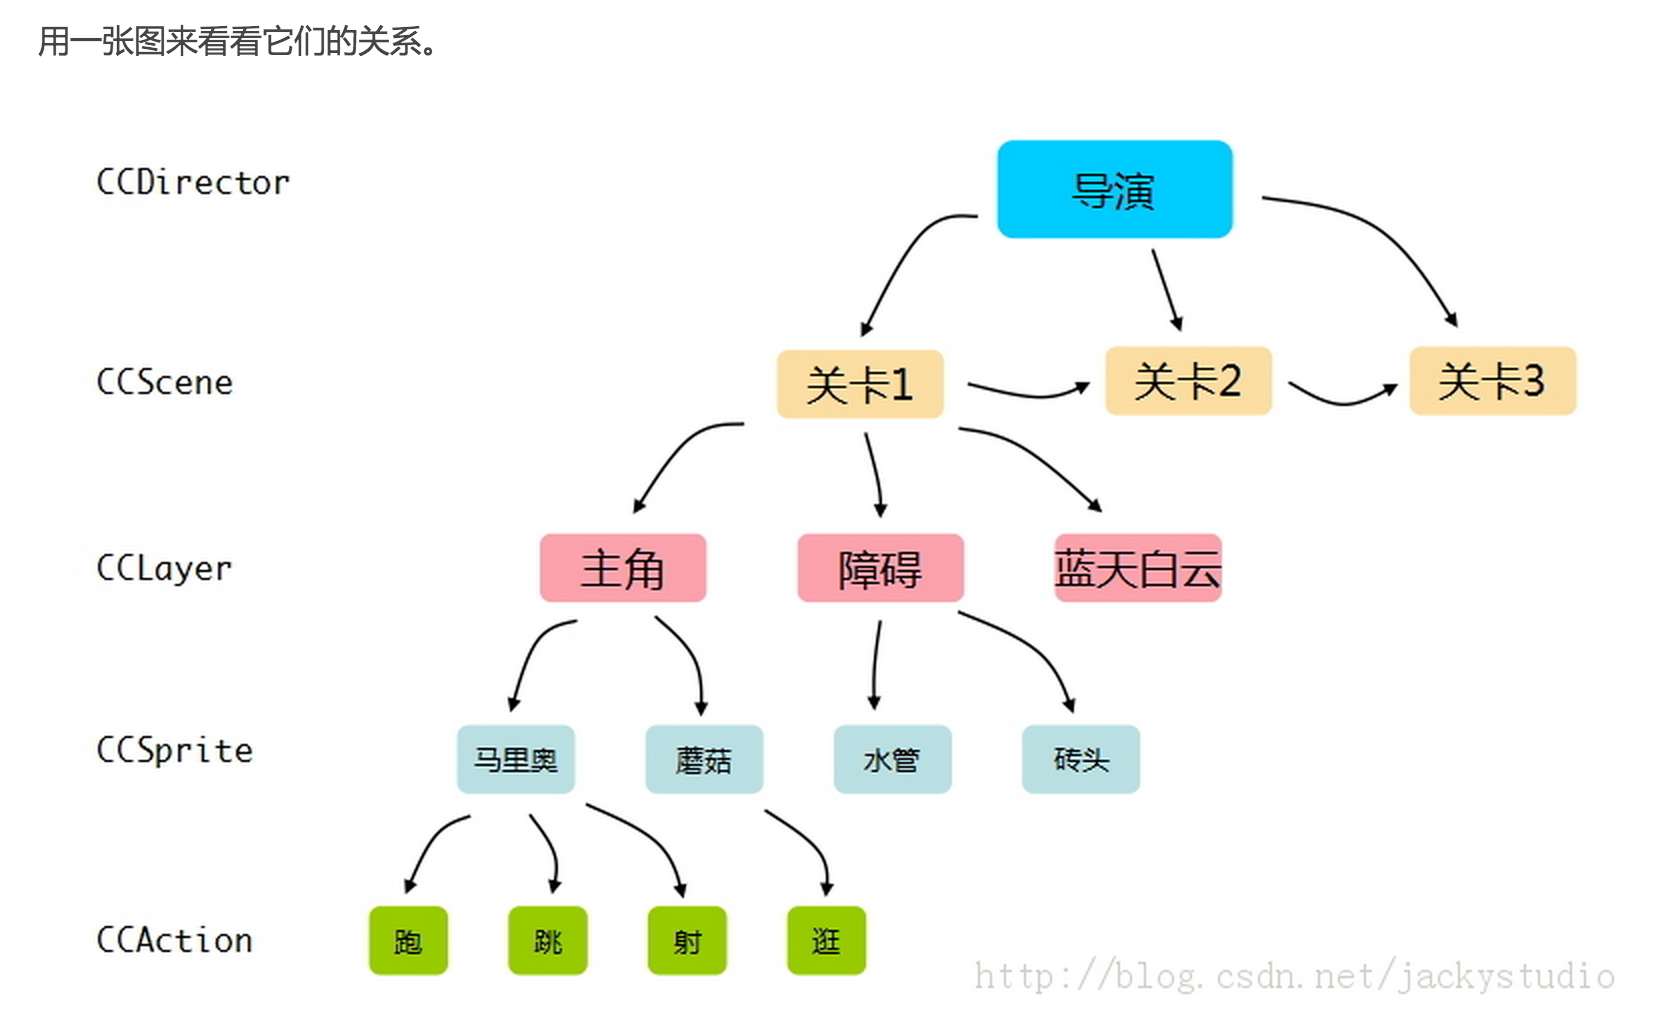 用一张图来看看它们的关系。
CCDirector
导演
CCScene
关卡1
关卡2
关卡3
CCLayer
主角
障碍
蓝天白云
CCSprite
马里奥
蘑菇
水管
砖头
CCAction
跑
跳
射
逛
http://blog.csdn.net/jackystudio